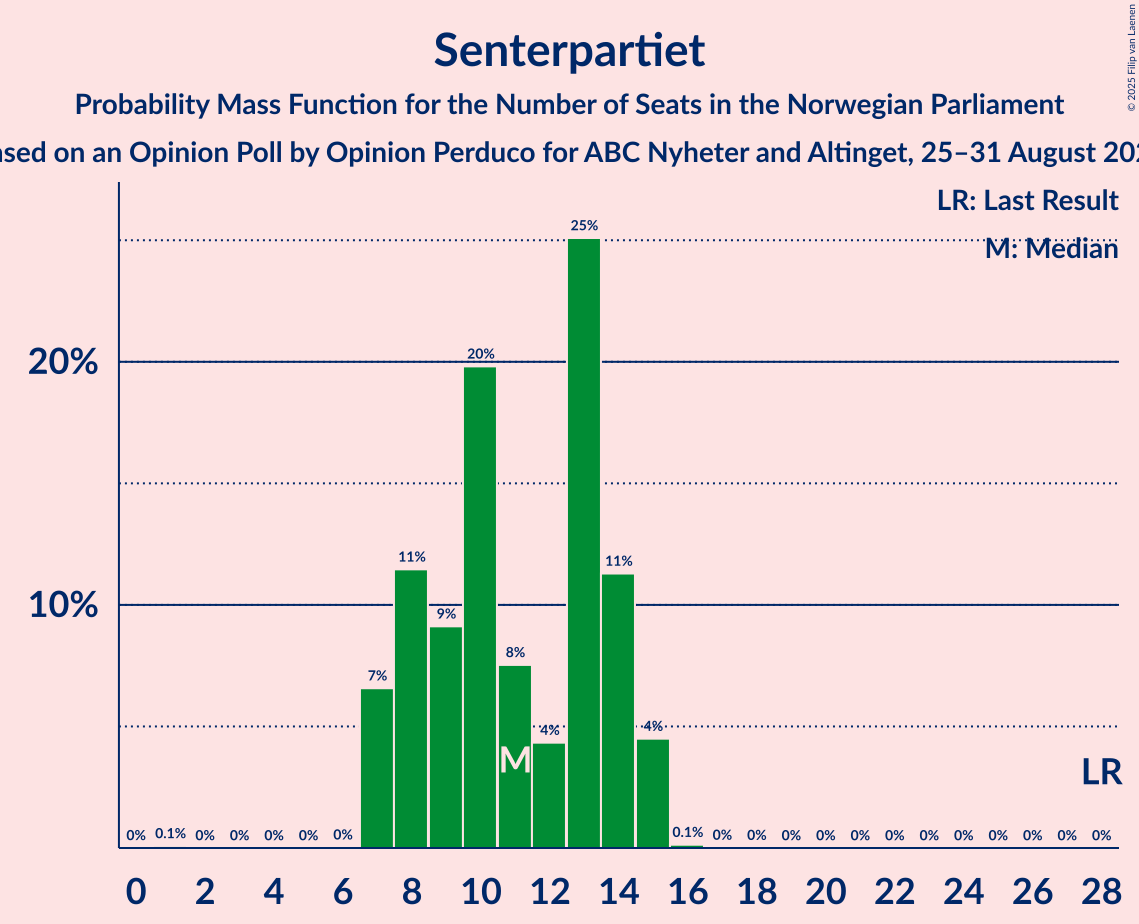 © 2025 Filip van Laenen
Senterpartiet
Probability Mass Function for the Number of Seats in the Norwegian Parliament
on an Opinion Poll by Opinion Perduco for ABC Nyheter and Altinget, 25–31 August
LR: Last Result
M: Median
25%
20%
20%
11%
11%
10%
9%
8%
7%
4%
4%
M
LR
0% 0.1% 0% 0% 0% 0% 0% 0.1% 0% 0% 0% 0% 0% 0% 0% 0% 0% 0% 0% 0%
0 2 4 6 8 10 12 14 16 18 20 22 24 26 28